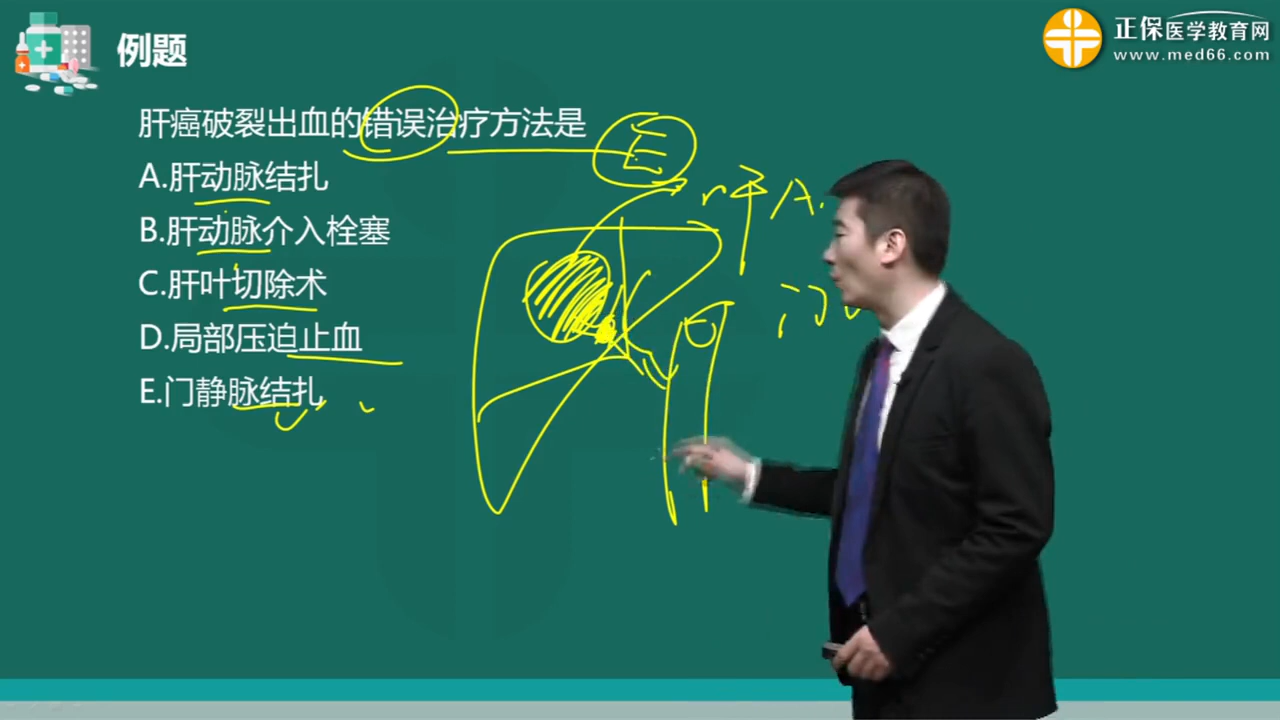 例题
正保医学教育网
www.med66.com
肝癌破裂出血的错误治疗方法是
E
A.肝动脉结扎
B.肝动脉介入栓塞
C.肝叶切除术
D.局部压迫止血
E.门静脉结扎